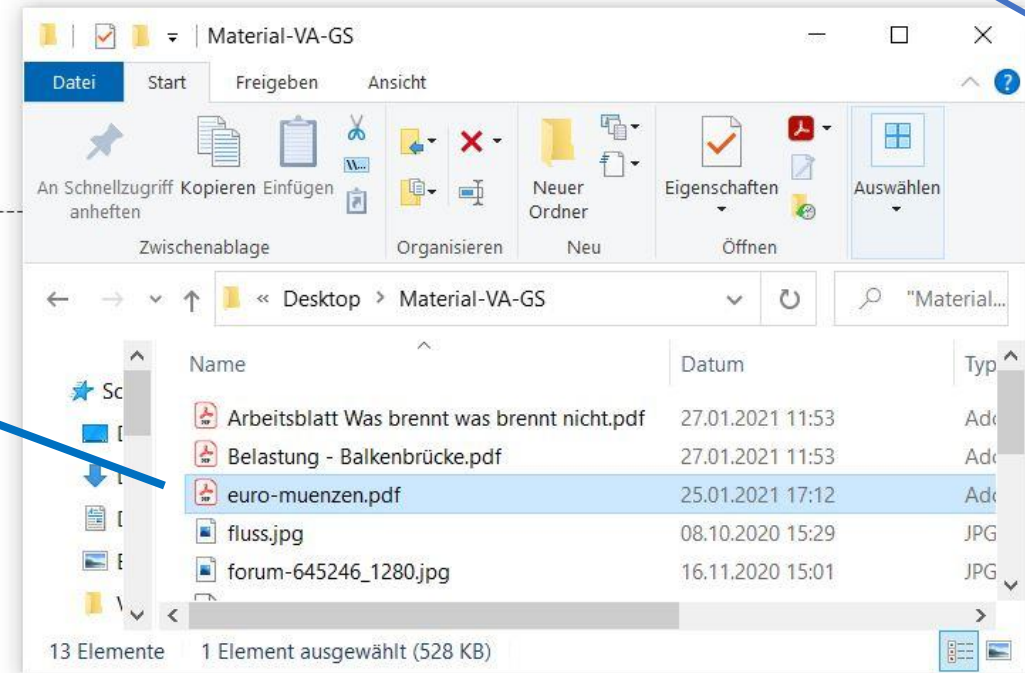 Material-VA-GS
Datei Start Freigeben Ansicht
An Schnellzugriff anheften
Kopieren
Einfügen
Neuer Ordner
Eigenschaften
Auswählen
Zwischenablage Organisieren Neu Öffnen
« Desktop > Material-VA-GS "Material...
Name Datum Typ
Arbeitsblatt Was brennt was brennt nicht.pdf 27.01.2021 11:53
Belastung - Balkenbrücke.pdf 27.01.2021 11:53
euro-muenzen.pdf 25.01.2021 17:12
fluss.jpg 08.10.2020 15:29 JPG
forum-645246_1280.jpg 16.11.2020 15:01 JPG
13 Elemente 1 Element ausgewählt (528 KB)